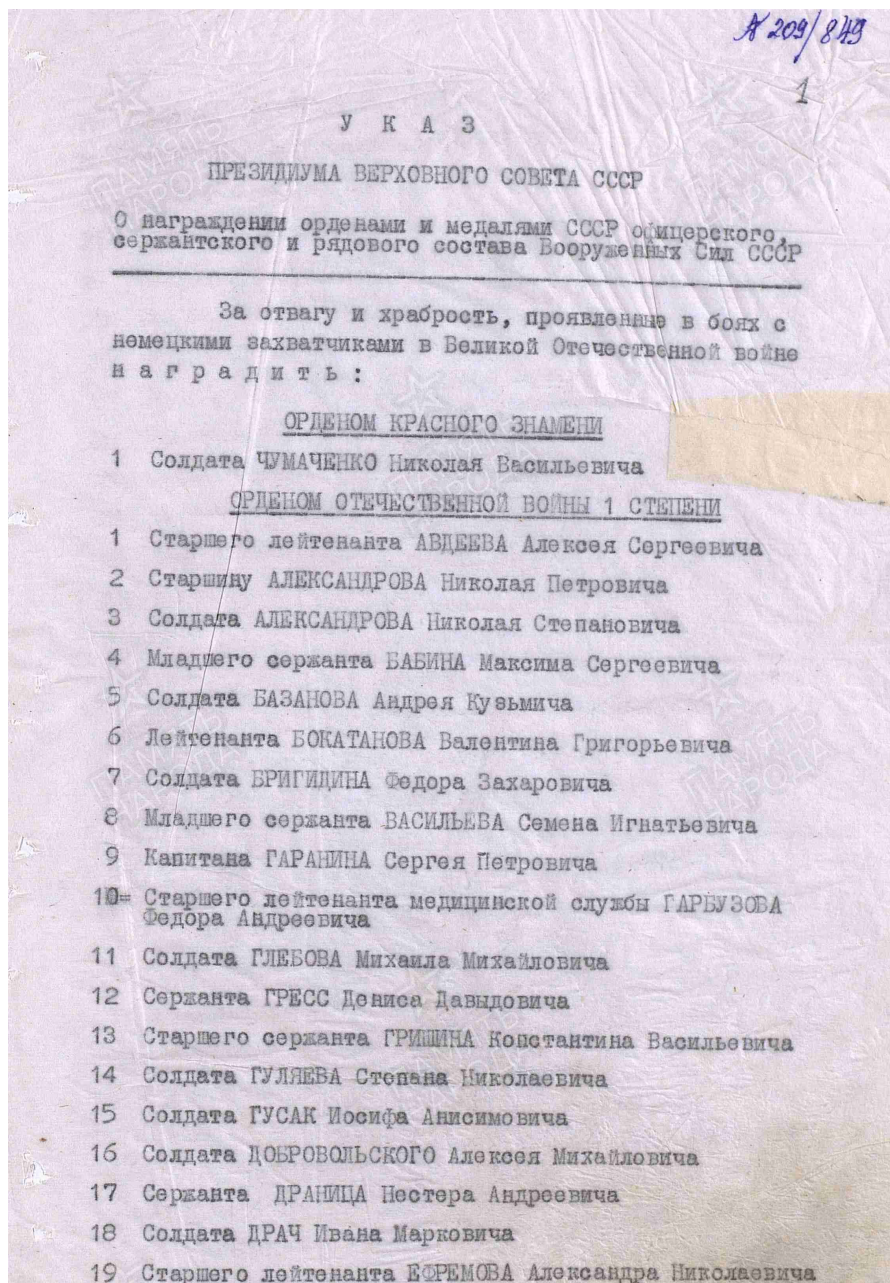 № 209/849
1
У К А З
ПРЕЗИДИУМА ВЕРХОВНОГО СОВЕТА СССР
О награждении орденами и медалями СССР офицерского,
сержантского и рядового состава Вооруженных Сил СССР
За отвагу и храбрость, проявленные в боях с
немецкими захватчиками в Великой Отечественной войне
н а г р а д и т ь :
ОРДЕНОМ КРАСНОГО ЗНАМЕНИ
1 Солдата ЧУМАЧЕНКО Николая Васильевича
ОРДЕНОМ ОТЕЧЕСТВЕННОЙ ВОЙНЫ 1 СТЕПЕНИ
1 Старшего лейтенанта АВДЕЕВА Алексея Сергеевича
2 Старшину АЛЕКСАНДРОВА Николая Петровича
3 Солдата АЛЕКСАНДРОВА Николая Степановича
4 Младшего сержанта БАБИНА Максима Сергеевича
5 Солдата БАЗАНОВА Андрея Кузьмича
6 Лейтенанта БОКАТАНОВА Валентина Григорьевича
7 Солдата БРИГИДИНА Федора Захаровича
8 Младшего сержанта ВАСИЛЬЕВА Семена Игнатьевича
9 Капитана ГАРАНИНА Сергея Петровича
10= Старшего лейтенанта медицинской службы ГАРБУЗОВА
Федора Андреевича
11 Солдата ГЛЕБОВА Михаила Михайловича
12 Сержанта ГРЕСС Дениса Давыдовича
13 Старшего сержанта ГРИШИНА Константина Васильевича
14 Солдата ГУЛЯЕВА Степана Николаевича
15 Солдата ГУСАК Иосифа Анисимовича
16 Солдата ДОБРОВОЛЬСКОГО Алексея Михайловича
17 Сержанта ДРАНИЦА Нестера Андреевича
18 Солдата ДРАЧ Ивана Марковича
19 Старшего лейтенанта ЕФРЕМОВА Александра Николаевича
ПАМЯТЬ
НАРОДА